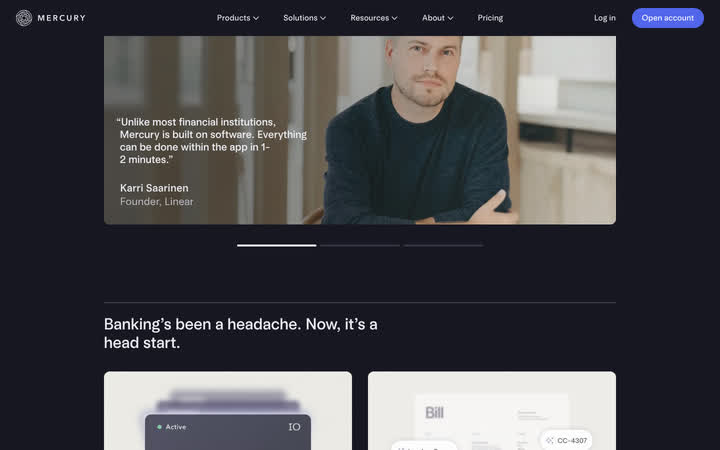 MERCURY
Products
Solutions
Resources
About
Pricing
Log in
Open account
“Unlike most financial institutions,
Mercury is built on software. Everything
can be done within the app in 1-
2 minutes.”
Karri Saarinen
Founder, Linear
Banking’s been a headache. Now, it’s a
head start.
Active
IO
Bill
CC-4307